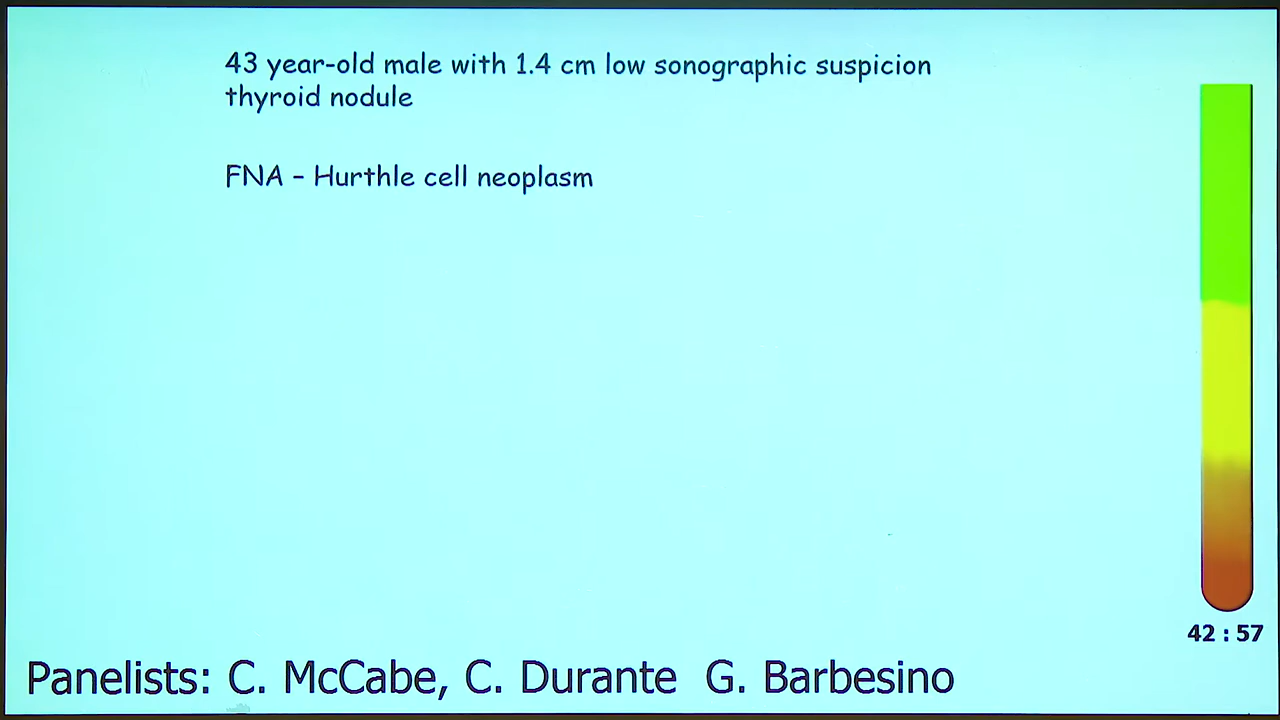 43 year-old male with 1.4 cm low sonographic suspicion
thyroid nodule
FNA – Hurthle cell neoplasm
42 : 57
Panelists: C. McCabe, C. Durante G. Barbesino